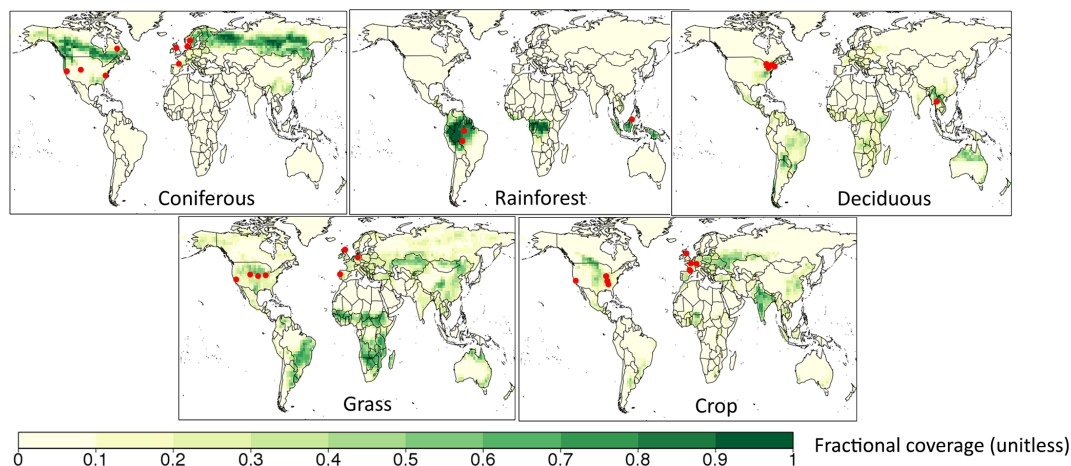 Coniferous
Rainforest
Deciduous
Grass
Crop
0 0.1 0.2 0.3 0.4 0.5 0.6 0.7 0.8 0.9 1 Fractional coverage (unitless)